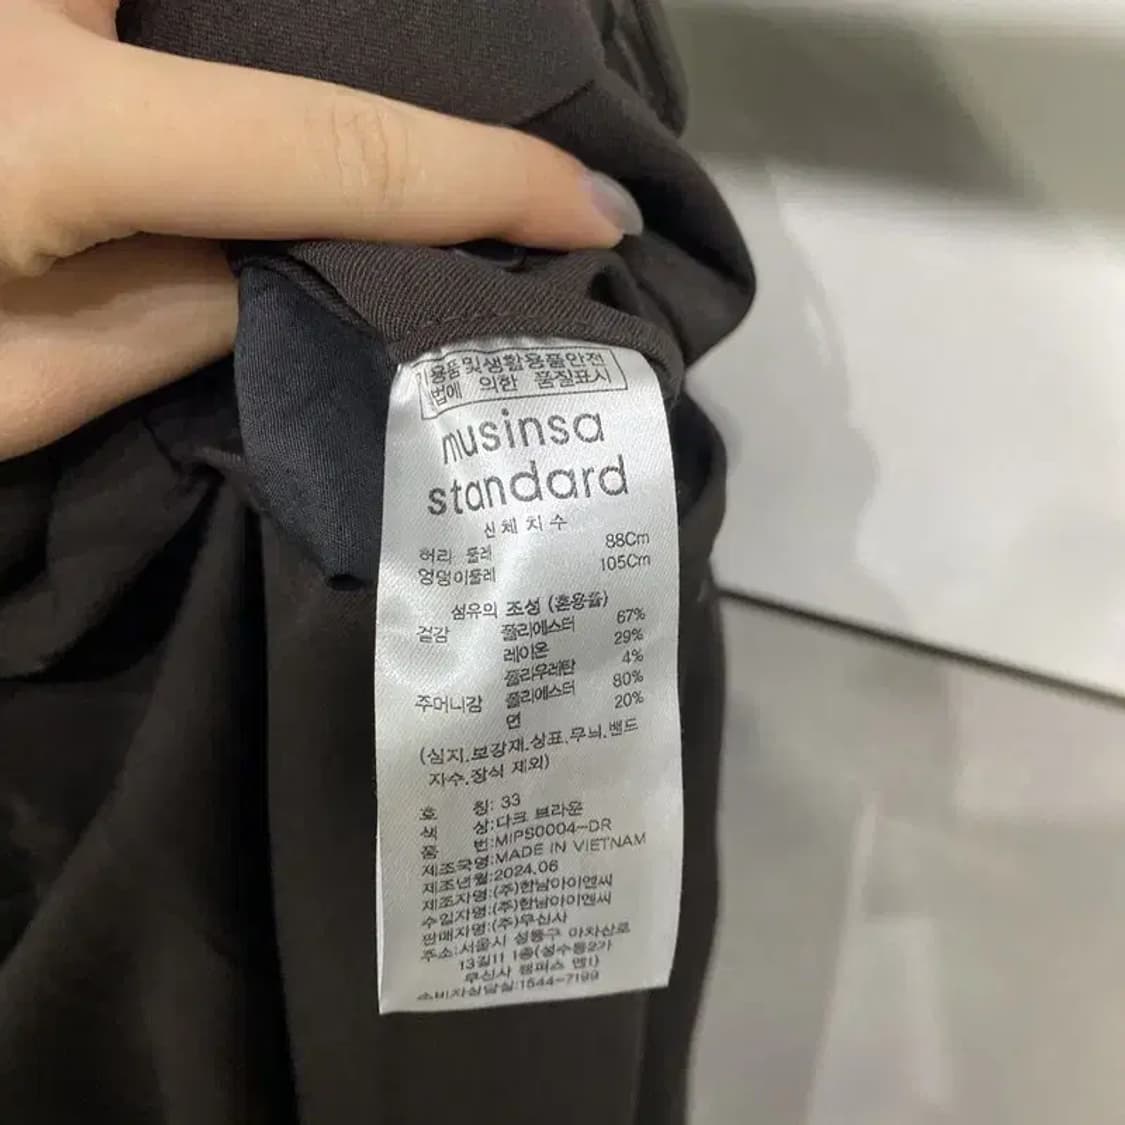 기용품및생활용품안전
법에 의한 품질표시
musinsa
standard
신체치수
허리 둘레 88Cm
엉덩이둘레 105Cm
섬유의 조성 (혼용율)
겉감 폴리에스터 67%
레이온 29%
폴리우레탄 4%
주머니감 폴리에스터 80%
면 20%
(심지.보강재.상표.무늬.밴드
자수.장식 제외)
호 칭: 33
색 상:다크 브라운
품 번:MIPS0004-DR
제조국명:MADE IN VIETNAM
제조년월:2024.06
제조자명:(주)한남아이앤씨
수입자명:(주)한남아이앤씨
판매자명:(주)무신사
주소:서울시 성동구 아차산로
13길11 1층(성수동2가
무신사 캠퍼스 엔1)
소비자상담실:1544-7199